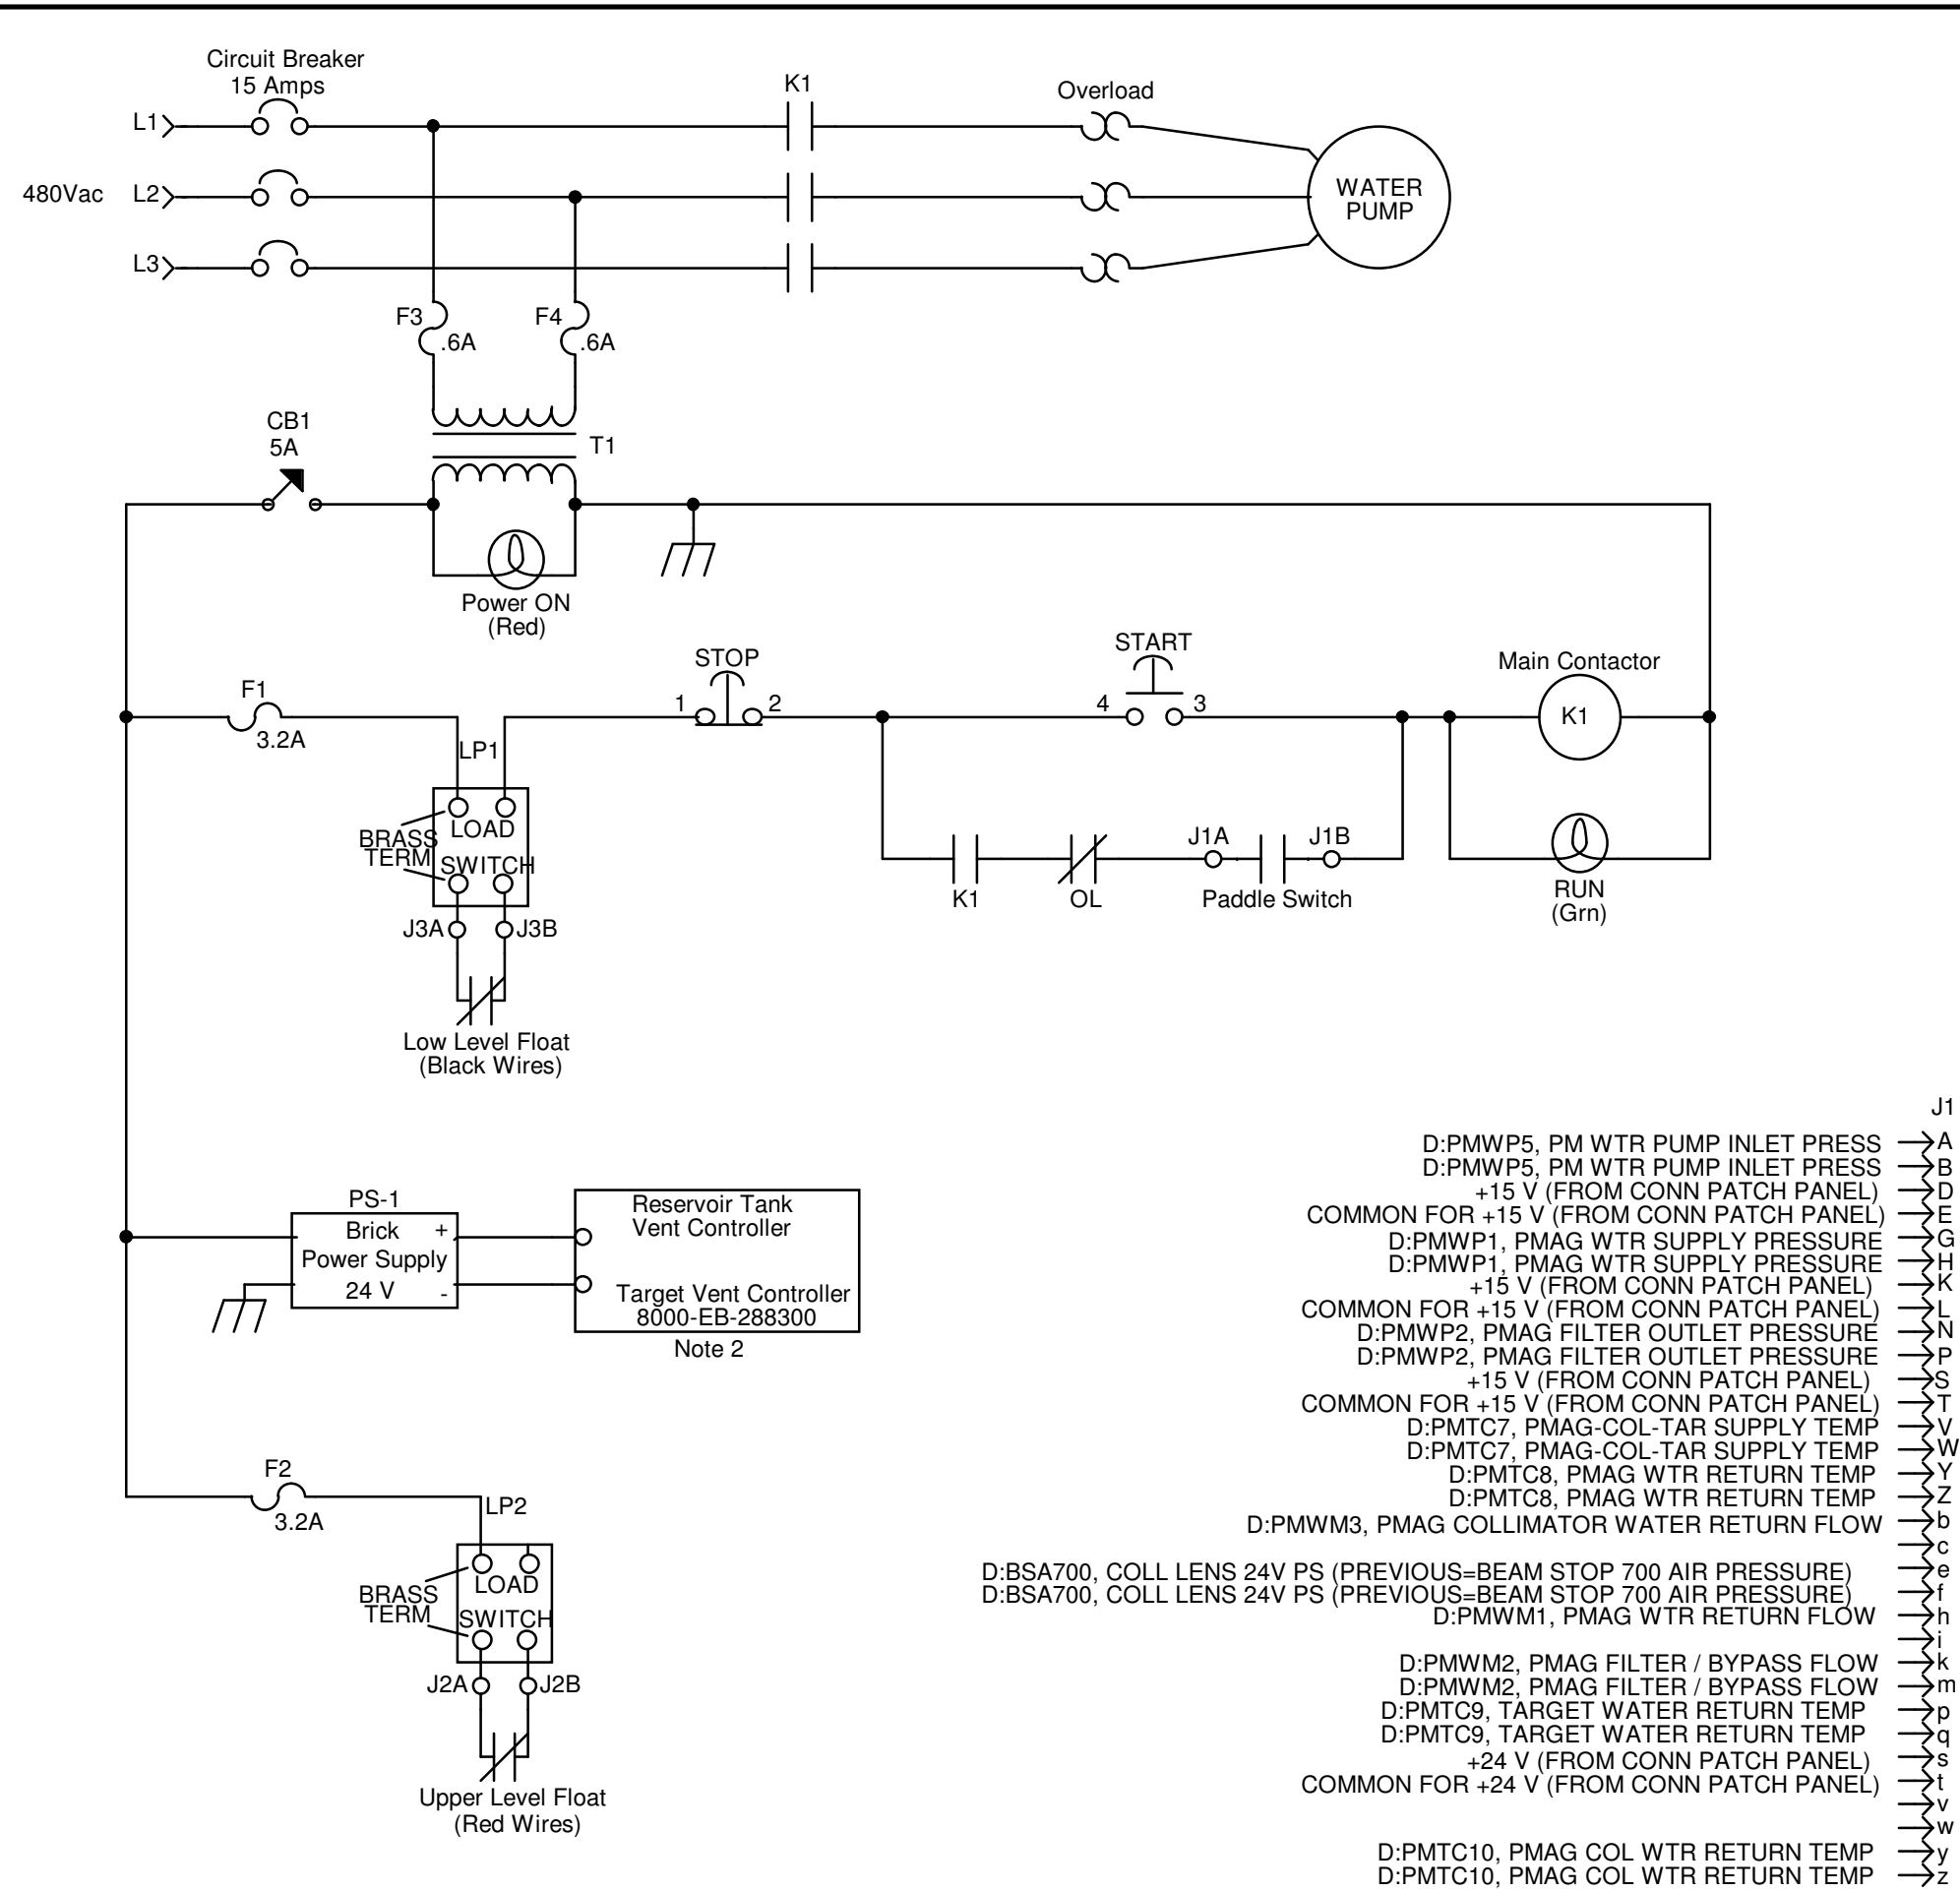 Circuit Breaker
15 Amps
K1
Overload
L1
480Vac
L2
L3
WATER
PUMP
F3
.6A
F4
.6A
CB1
5A
T1
Power ON
(Red)
F1
3.2A
LP1
STOP
1
2
START
4
3
Main Contactor
K1
BRASS
TERM
LOAD
SWITCH
J3A
J3B
K1
OL
J1A
J1B
Paddle Switch
RUN
(Grn)
Low Level Float
(Black Wires)
PS-1
Brick
Power Supply
24 V
+
-
Reservoir Tank
Vent Controller
Target Vent Controller
8000-EB-288300
Note 2
F2
3.2A
LP2
BRASS
TERM
LOAD
SWITCH
J2A
J2B
Upper Level Float
(Red Wires)
J1
D:PMWP5, PM WTR PUMP INLET PRESS A
D:PMWP5, PM WTR PUMP INLET PRESS B
+15 V (FROM CONN PATCH PANEL) D
COMMON FOR +15 V (FROM CONN PATCH PANEL) E
D:PMWP1, PMAG WTR SUPPLY PRESSURE G
D:PMWP1, PMAG WTR SUPPLY PRESSURE H
+15 V (FROM CONN PATCH PANEL) K
COMMON FOR +15 V (FROM CONN PATCH PANEL) L
D:PMWP2, PMAG FILTER OUTLET PRESSURE N
D:PMWP2, PMAG FILTER OUTLET PRESSURE P
+15 V (FROM CONN PATCH PANEL) S
COMMON FOR +15 V (FROM CONN PATCH PANEL) T
D:PMTC7, PMAG-COL-TAR SUPPLY TEMP V
D:PMTC7, PMAG-COL-TAR SUPPLY TEMP W
D:PMTC8, PMAG WTR RETURN TEMP Y
D:PMTC8, PMAG WTR RETURN TEMP Z
D:PMWM3, PMAG COLLIMATOR WATER RETURN FLOW b
c
D:BSA700, COLL LENS 24V PS (PREVIOUS=BEAM STOP 700 AIR PRESSURE) e
D:BSA700, COLL LENS 24V PS (PREVIOUS=BEAM STOP 700 AIR PRESSURE) f
D:PMWM1, PMAG WTR RETURN FLOW h
i
D:PMWM2, PMAG FILTER / BYPASS FLOW k
D:PMWM2, PMAG FILTER / BYPASS FLOW m
D:PMTC9, TARGET WATER RETURN TEMP p
D:PMTC9, TARGET WATER RETURN TEMP q
+24 V (FROM CONN PATCH PANEL) s
COMMON FOR +24 V (FROM CONN PATCH PANEL) t
v
w
D:PMTC10, PMAG COL WTR RETURN TEMP y
D:PMTC10, PMAG COL WTR RETURN TEMP z